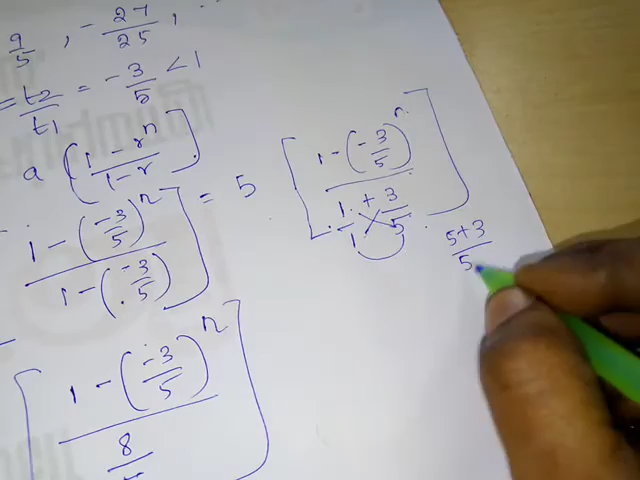 9/5, -27/25,
= t2/t1 = -3/5 < 1
a [1 - r^n / 1 - r]
1 - (-3/5)^n / 1 - (-3/5) ] = 5 [ 1 - (-3/5)^n / 1/1 + 3/5 ]
5+3/5
[ 1 - (-3/5)^n / 8/ ]